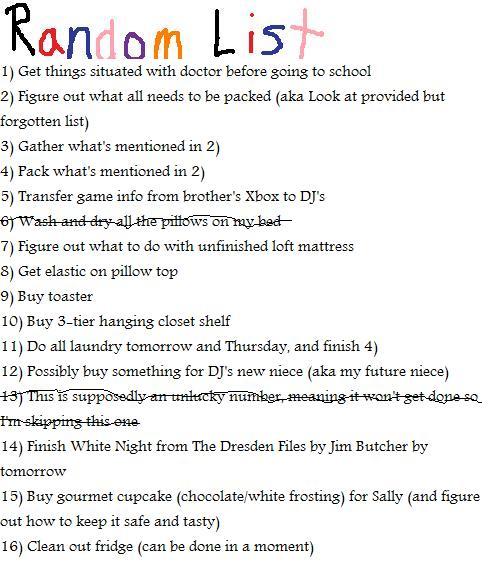 Random List
1) Get things situated with doctor before going to school
2) Figure out what all needs to be packed (aka Look at provided but
forgotten list)
3) Gather what's mentioned in 2)
4) Pack what's mentioned in 2)
5) Transfer game info from brother's Xbox to DJ's
6) Wash and dry all the pillows on my bed
7) Figure out what to do with unfinished loft mattress
8) Get elastic on pillow top
9) Buy toaster
10) Buy 3-tier hanging closet shelf
11) Do all laundry tomorrow and Thursday, and finish 4)
12) Possibly buy something for DJ's new niece (aka my future niece)
13) This is supposedly an unlucky number, meaning it won't get done so
I'm skipping this one
14) Finish White Night from The Dresden Files by Jim Butcher by
tomorrow
15) Buy gourmet cupcake (chocolate/white frosting) for Sally (and figure
out how to keep it safe and tasty)
16) Clean out fridge (can be done in a moment)